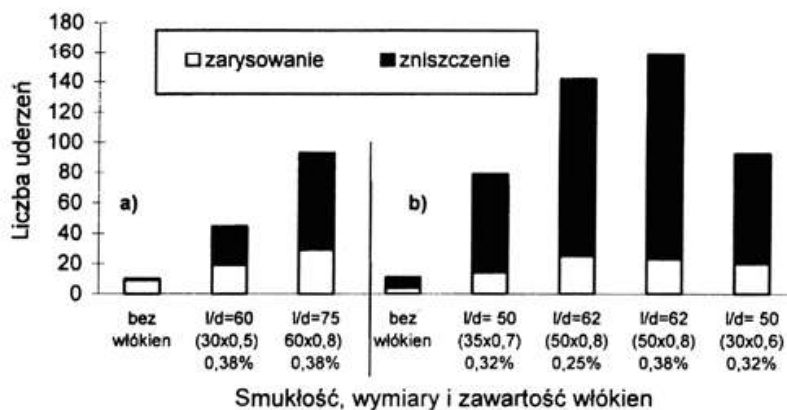 180
160
140
120
100
80
60
40
20
0
Liczba uderzeń
zarysowanie zniszczenie
a) b)
bez włókien
l/d=60 (30x0,5) 0,38%
l/d=75 60x0,8) 0,38%
bez włókien
l/d= 50 (35x0,7) 0,32%
l/d=62 (50x0,8) 0,25%
l/d=62 (50x0,8) 0,38%
l/d= 50 (30x0,6) 0,32%
Smukłość, wymiary i zawartość włókien